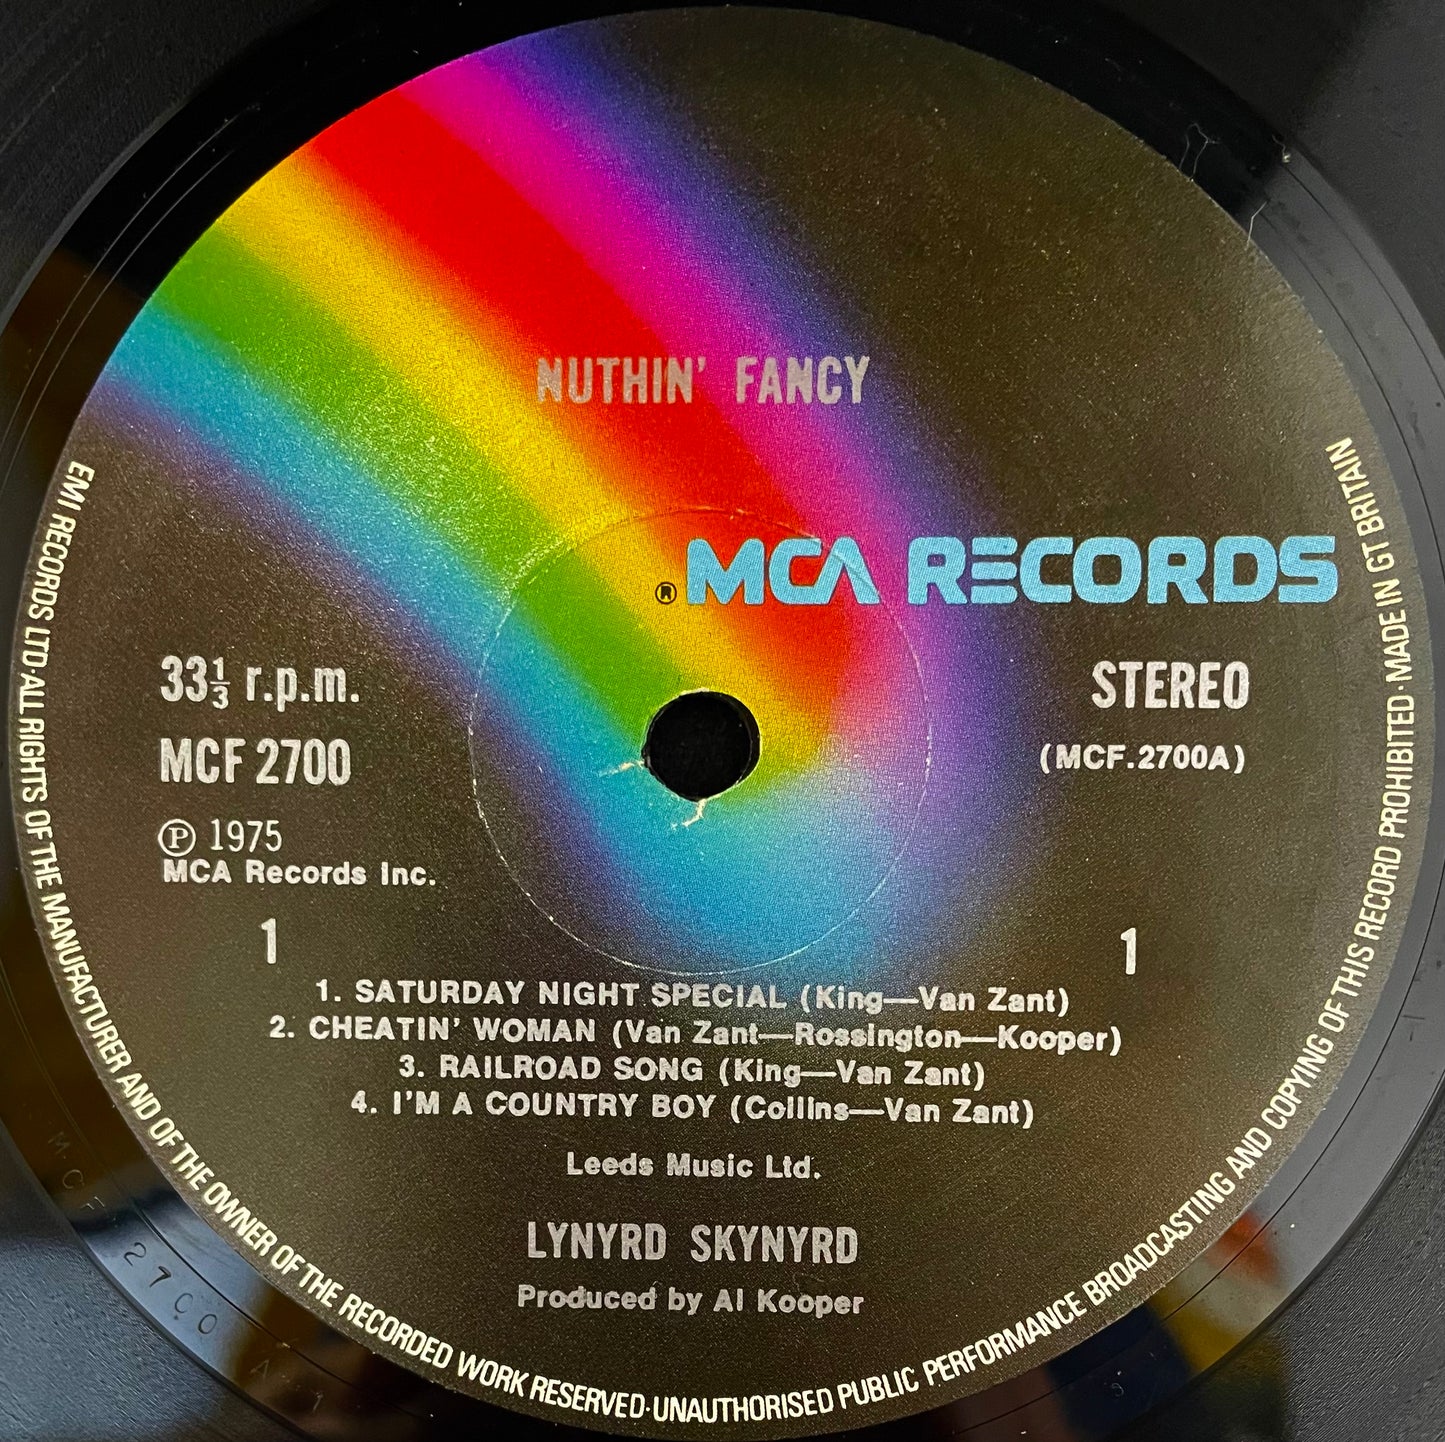 NUTHIN' FANCY
® MCA RECORDS
33⅓ r.p.m.
STEREO
MCF 2700
(MCF.2700A)
Ⓟ 1975
MCA Records Inc.
1
1
1. SATURDAY NIGHT SPECIAL (King—Van Zant)
2. CHEATIN' WOMAN (Van Zant—Rossington—Kooper)
3. RAILROAD SONG (King—Van Zant)
4. I'M A COUNTRY BOY (Collins—Van Zant)
Leeds Music Ltd.
LYNYRD SKYNYRD
Produced by Al Kooper
EMI RECORDS LTD·ALL RIGHTS OF THE MANUFACTURER AND OF THE OWNER OF THE RECORDED WORK RESERVED·UNAUTHORISED PUBLIC PERFORMANCE BROADCASTING AND COPYING OF THIS RECORD PROHIBITED·MADE IN GT BRITAIN
MCF 2700 A